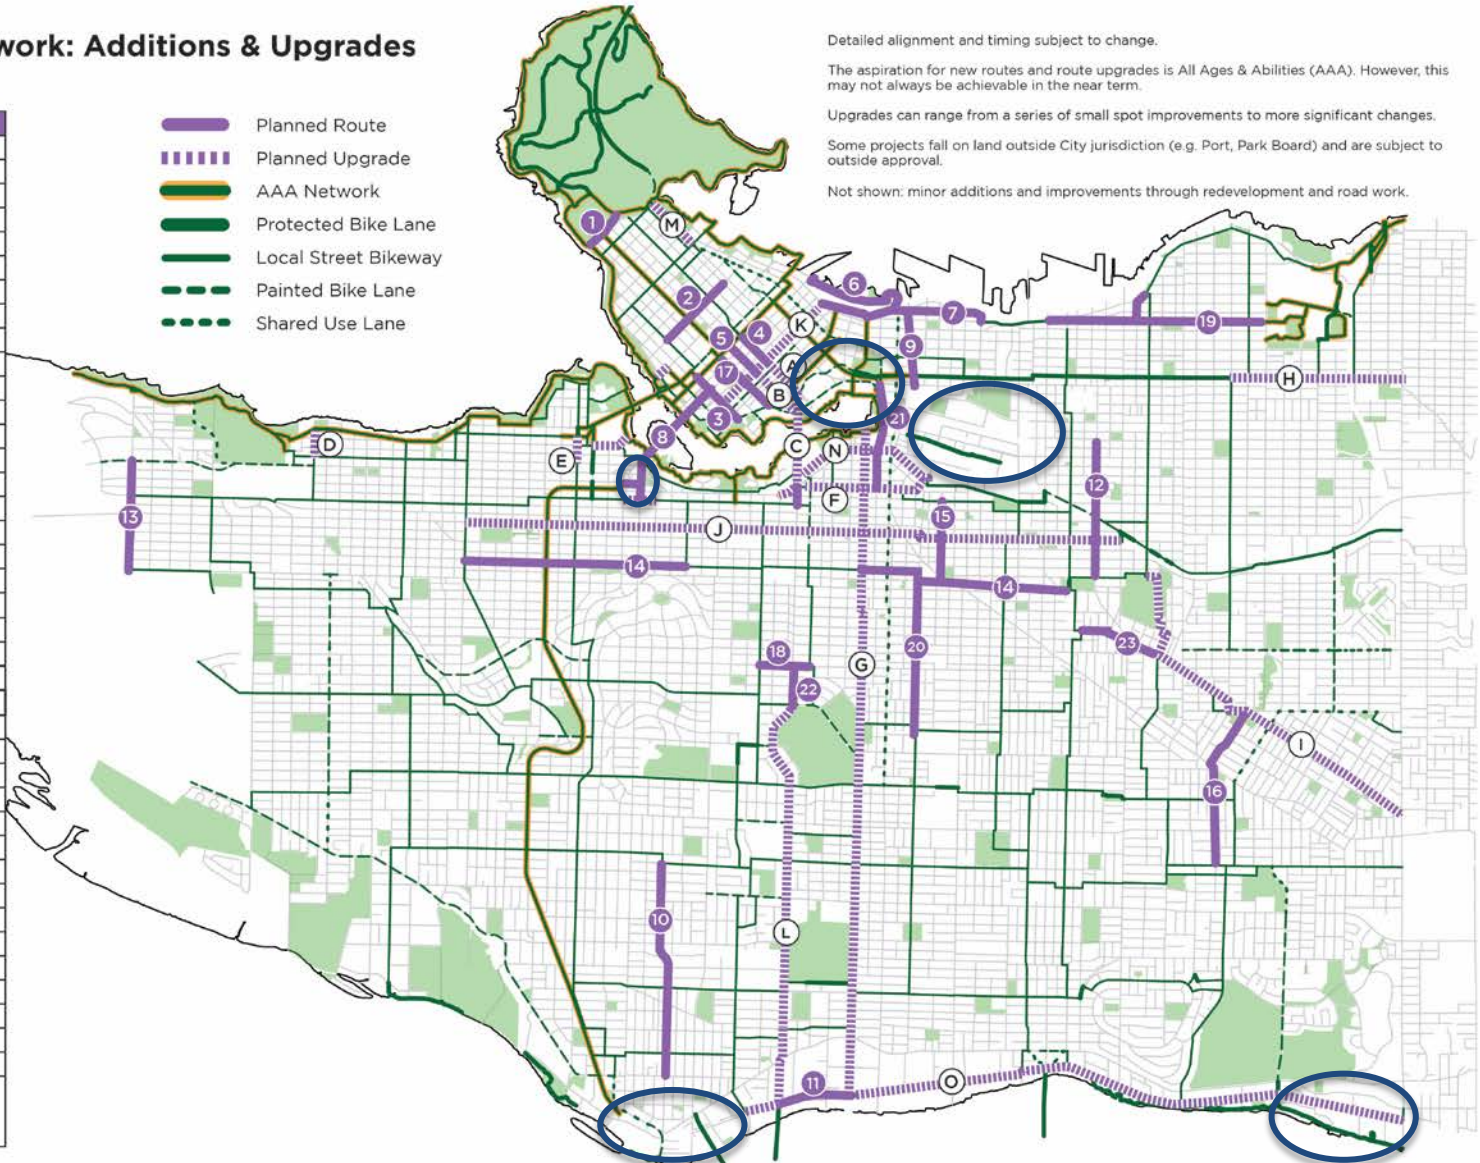 work: Additions & Upgrades
Planned Route
Planned Upgrade
AAA Network
Protected Bike Lane
Local Street Bikeway
Painted Bike Lane
Shared Use Lane
Detailed alignment and timing subject to change.
The aspiration for new routes and route upgrades is All Ages & Abilities (AAA). However, this
may not always be achievable in the near term.
Upgrades can range from a series of small spot improvements to more significant changes.
Some projects fall on land outside City jurisdiction (e.g. Port, Park Board) and are subject to
outside approval.
Not shown: minor additions and improvements through redevelopment and road work.
1
M
2
6
7
K
4
5
9
19
A
17
B
H
3
21
8
D
C
N
E
F
12
13
15
J
14
14
18
23
20
G
22
I
16
10
L
11
O